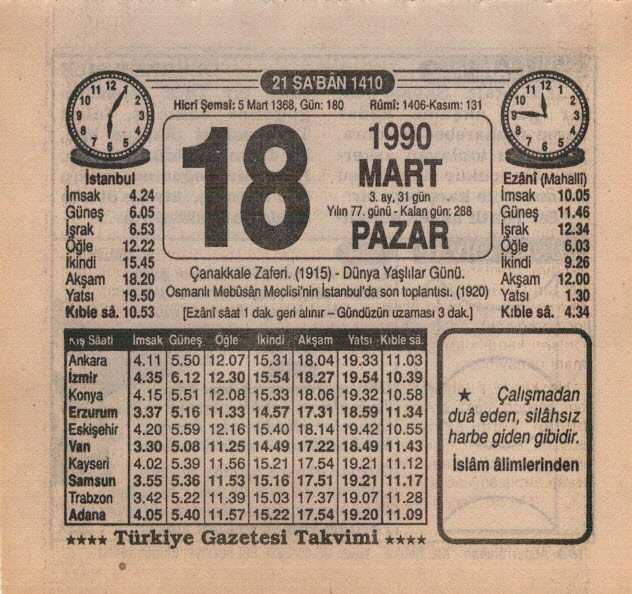 21 ŞA'BÂN 1410
Hicrî Şemsî: 5 Mart 1368, Gün: 180 Rûmî: 1406-Kasım: 131
18
1990
MART
3. ay, 31 gün
Yılın 77. günü - Kalan gün: 288
PAZAR
İstanbul
İmsak 4.24
Güneş 6.05
İşrak 6.53
Öğle 12.22
İkindi 15.45
Akşam 18.20
Yatsı 19.50
Kıble sâ. 10.53
Ezânî (Mahallî)
İmsak 10.05
Güneş 11.46
İşrak 12.34
Öğle 6.03
İkindi 9.26
Akşam 12.00
Yatsı 1.30
Kıble sâ. 4.34
Çanakkale Zaferi. (1915) - Dünya Yaşlılar Günü.
Osmanlı Mebûsân Meclisi'nin İstanbul'da son toplantısı. (1920)
[Ezânî sâat 1 dak. geri alınır – Gündüzün uzaması 3 dak.]
Kış Sâati İmsak Güneş Öğle İkindi Akşam Yatsı Kıble sâ.
Ankara 4.11 5.50 12.07 15.31 18.04 19.33 11.03
İzmir 4.35 6.12 12.30 15.54 18.27 19.54 10.39
Konya 4.15 5.51 12.08 15.33 18.06 19.32 10.58
Erzurum 3.37 5.16 11.33 14.57 17.31 18.59 11.34
Eskişehir 4.20 5.59 12.16 15.40 18.14 19.42 10.55
Van 3.30 5.08 11.25 14.49 17.22 18.49 11.43
Kayseri 4.02 5.39 11.56 15.21 17.54 19.21 11.12
Samsun 3.55 5.36 11.53 15.16 17.51 19.21 11.17
Trabzon 3.42 5.22 11.39 15.03 17.37 19.07 11.28
Adana 4.05 5.40 11.57 15.22 17.54 19.20 11.09
★ Çalışmadan
duâ eden, silâhsız
harbe giden gibidir.
İslâm âlimlerinden
★★★★ Türkiye Gazetesi Takvimi ★★★★